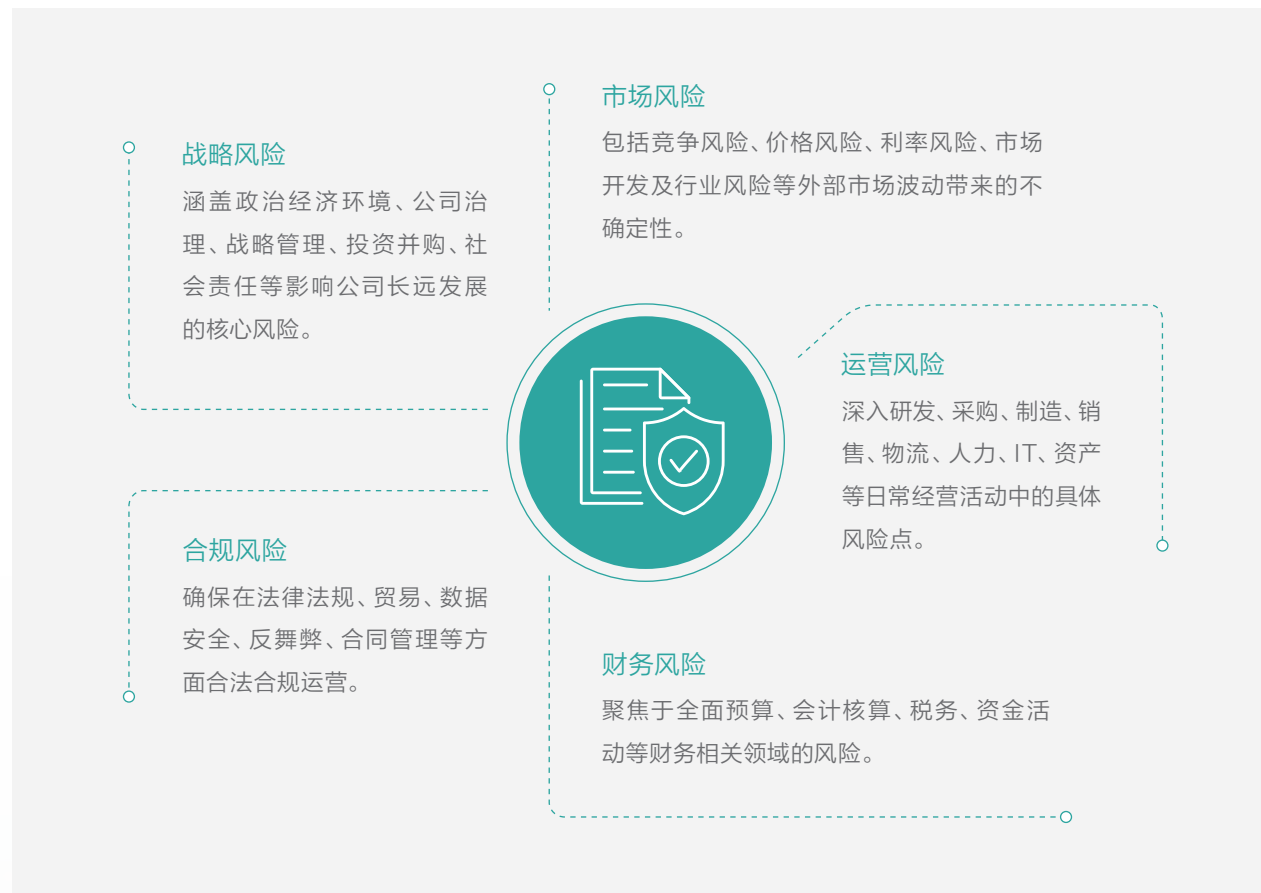 战略风险
涵盖政治经济环境、公司治
理、战略管理、投资并购、社
会责任等影响公司长远发展
的核心风险。
市场风险
包括竞争风险、价格风险、利率风险、市场
开发及行业风险等外部市场波动带来的不
确定性。
运营风险
深入研发、采购、制造、销
售、物流、人力、IT、资产
等日常经营活动中的具体
风险点。
合规风险
确保在法律法规、贸易、数据
安全、反舞弊、合同管理等方
面合法合规运营。
财务风险
聚焦于全面预算、会计核算、税务、资金活
动等财务相关领域的风险。